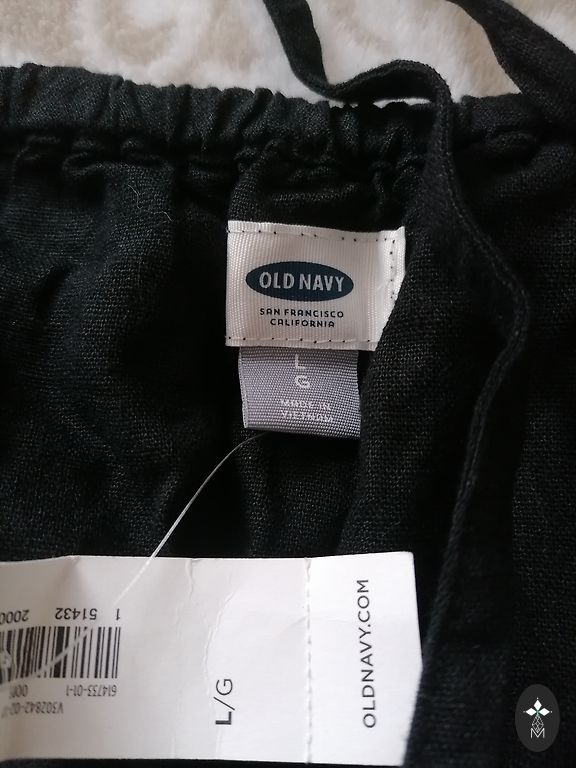 OLD NAVY
SAN FRANCISCO
CALIFORNIA
L
G
MADE IN
VIETNAM
OLDNAVY.COM
L/G
1 51432 2000
614733-01-1
M